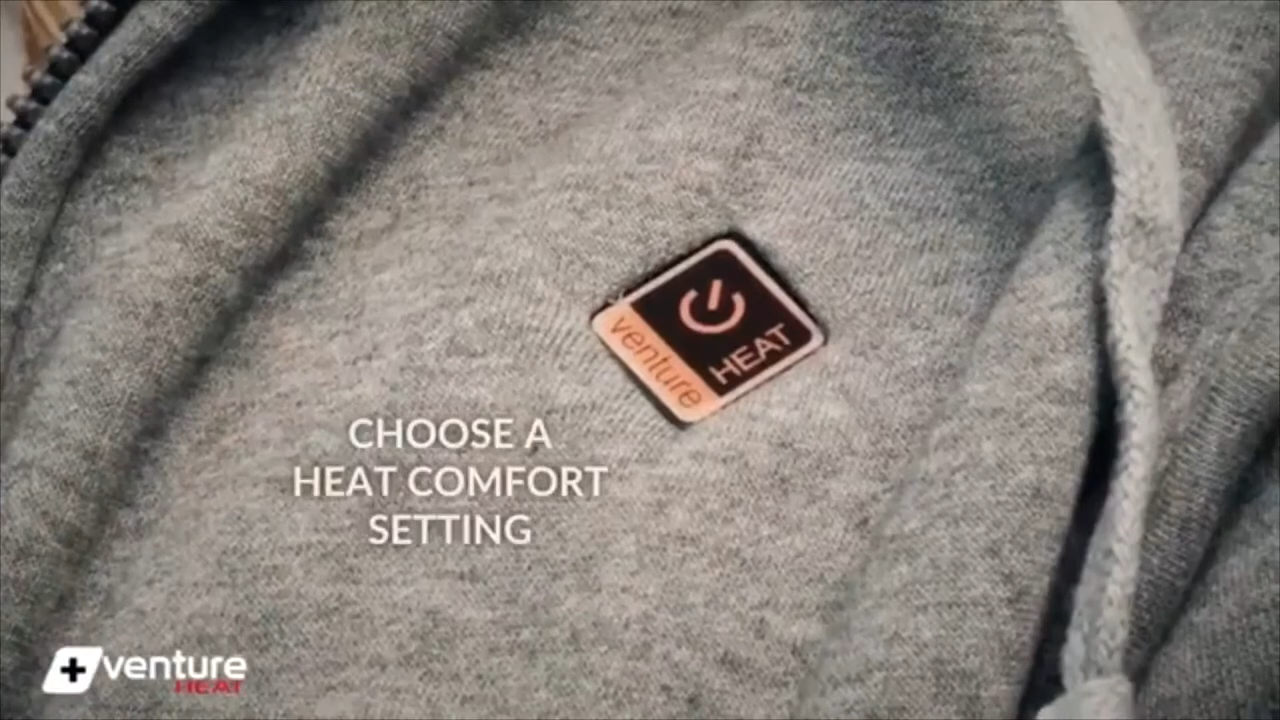 venture
HEAT
CHOOSE A
HEAT COMFORT
SETTING
venture
HEAT